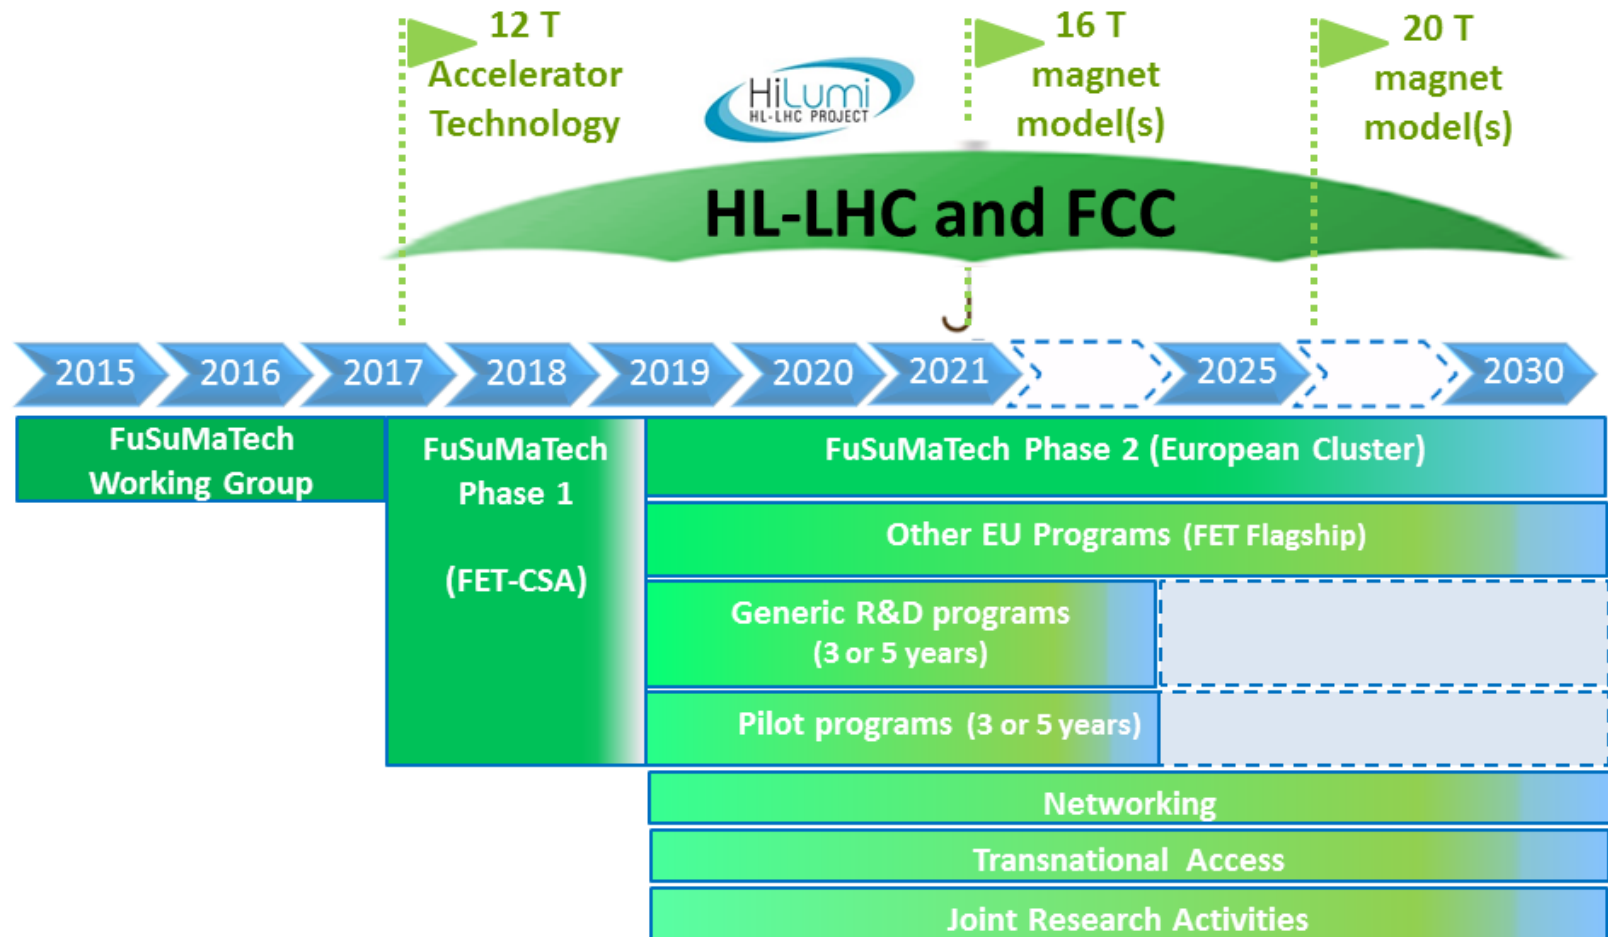 12 T
Accelerator
Technology
HiLumi
HL-LHC PROJECT
16 T
magnet
model(s)
20 T
magnet
model(s)
HL-LHC and FCC
2015 2016 2017 2018 2019 2020 2021 2025 2030
FuSuMaTech
Working Group
FuSuMaTech
Phase 1
(FET-CSA)
FuSuMaTech Phase 2 (European Cluster)
Other EU Programs (FET Flagship)
Generic R&D programs
(3 or 5 years)
Pilot programs (3 or 5 years)
Networking
Transnational Access
Joint Research Activities